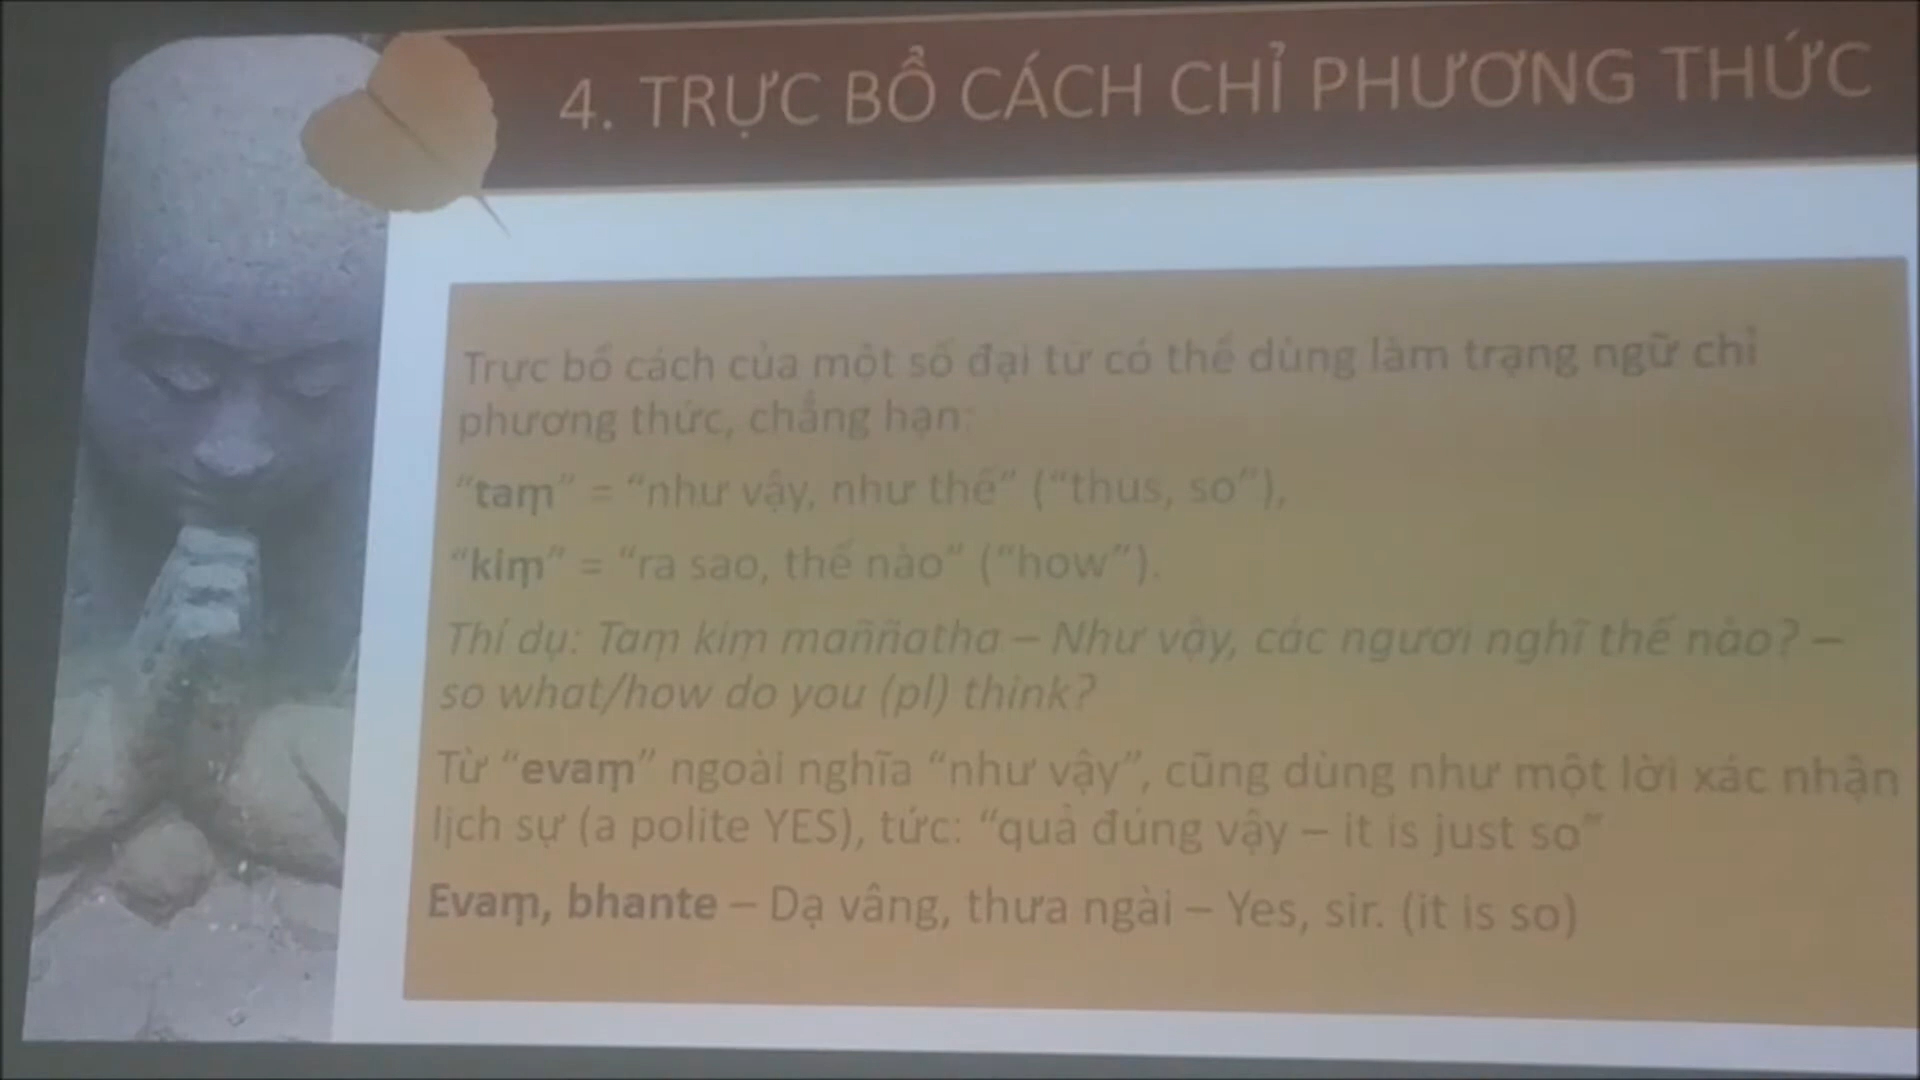 4. TRỰC BỔ CÁCH CHỈ PHƯƠNG THỨC
Trực bổ cách của một số đại từ có thể dùng làm trạng ngữ chỉ
phương thức, chẳng hạn:
“taṃ” = “như vậy, như thế” (“thus, so”),
“kiṃ” = “ra sao, thế nào“ (“how”).
Thí dụ: Taṃ kiṃ maññatha – Như vậy, các ngươi nghĩ thế nào? –
so what/how do you (pl) think?
Từ “evaṃ” ngoài nghĩa “như vậy”, cũng dùng như một lời xác nhận
lịch sự (a polite YES), tức: “quả đúng vậy – it is just so”
Evaṃ, bhante – Dạ vâng, thưa ngài – Yes, sir. (it is so)